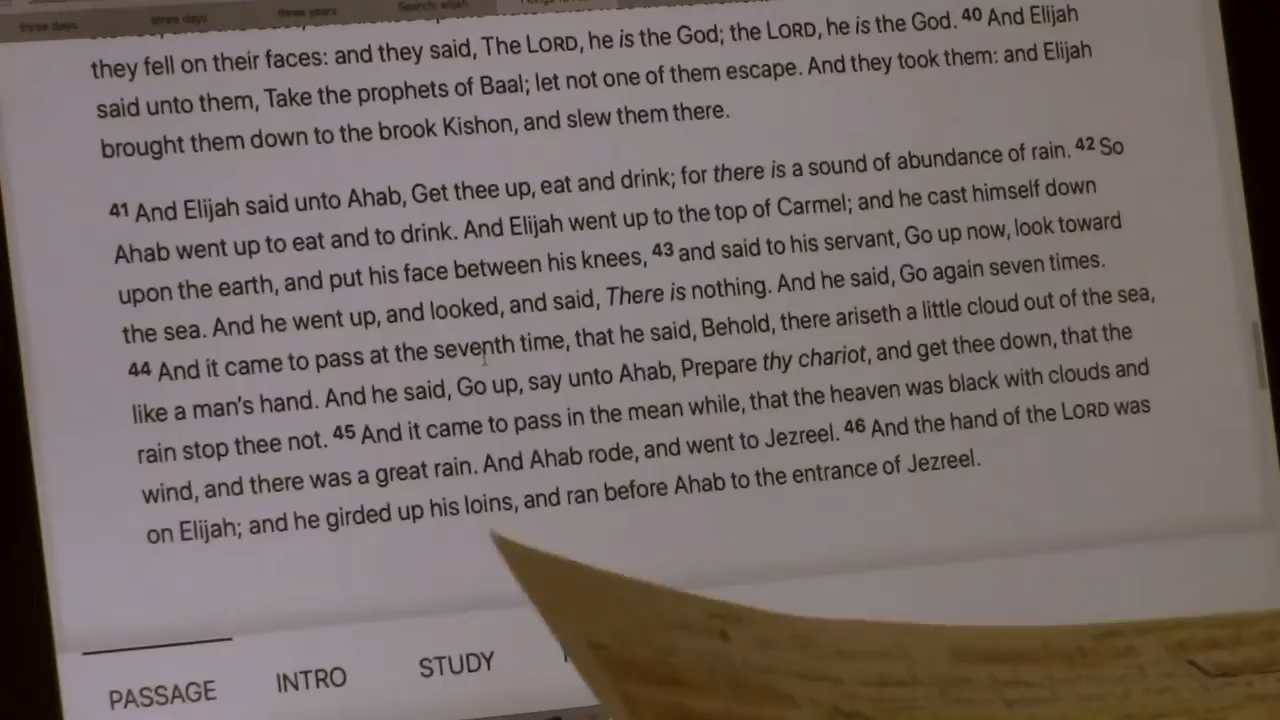 three days
three days
three years
Search: elijah
they fell on their faces: and they said, The LORD, he is the God; the LORD, he is the God. 40 And Elijah
said unto them, Take the prophets of Baal; let not one of them escape. And they took them: and Elijah
brought them down to the brook Kishon, and slew them there.
41 And Elijah said unto Ahab, Get thee up, eat and drink; for there is a sound of abundance of rain. 42 So
Ahab went up to eat and to drink. And Elijah went up to the top of Carmel; and he cast himself down
upon the earth, and put his face between his knees, 43 and said to his servant, Go up now, look toward
the sea. And he went up, and looked, and said, There is nothing. And he said, Go again seven times.
44 And it came to pass at the seventh time, that he said, Behold, there ariseth a little cloud out of the sea,
like a man's hand. And he said, Go up, say unto Ahab, Prepare thy chariot, and get thee down, that the
rain stop thee not. 45 And it came to pass in the mean while, that the heaven was black with clouds and
wind, and there was a great rain. And Ahab rode, and went to Jezreel. 46 And the hand of the LORD was
on Elijah; and he girded up his loins, and ran before Ahab to the entrance of Jezreel.
PASSAGE INTRO STUDY